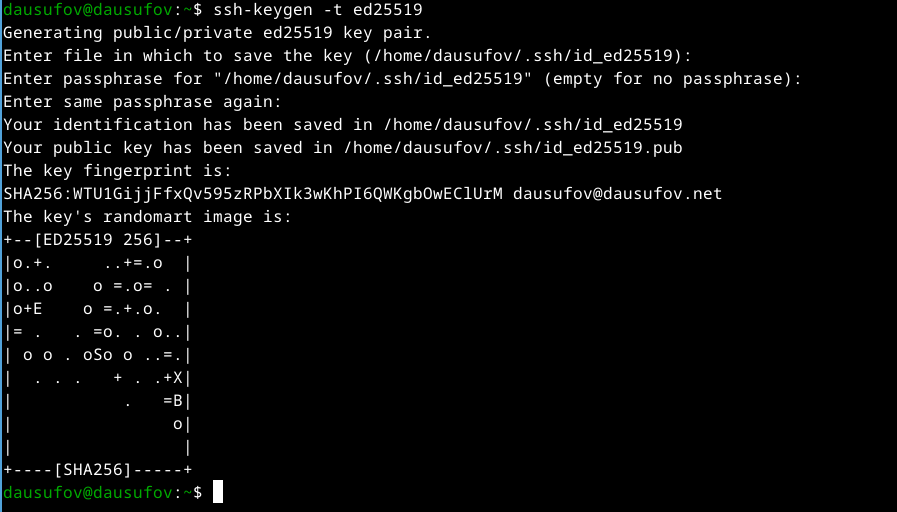 dausufov@dausufov:~$ ssh-keygen -t ed25519
Generating public/private ed25519 key pair.
Enter file in which to save the key (/home/dausufov/.ssh/id_ed25519):
Enter passphrase for "/home/dausufov/.ssh/id_ed25519" (empty for no passphrase):
Enter same passphrase again:
Your identification has been saved in /home/dausufov/.ssh/id_ed25519
Your public key has been saved in /home/dausufov/.ssh/id_ed25519.pub
The key fingerprint is:
SHA256:WTU1GijjFfxQv595zRPbXIk3wKhPI6QWKgbOwEClUrM dausufov@dausufov.net
The key's randomart image is:
+--[ED25519 256]--+
|o.+.     ..+=.o  |
|o..o    o =.o= . |
|o+E    o =.+.o.  |
|= .   . =o. . o..|
| o o . oSo o ..=.|
|  . . .   + . .+X|
|           .   =B|
|                o|
|                 |
+----[SHA256]-----+
dausufov@dausufov:~$